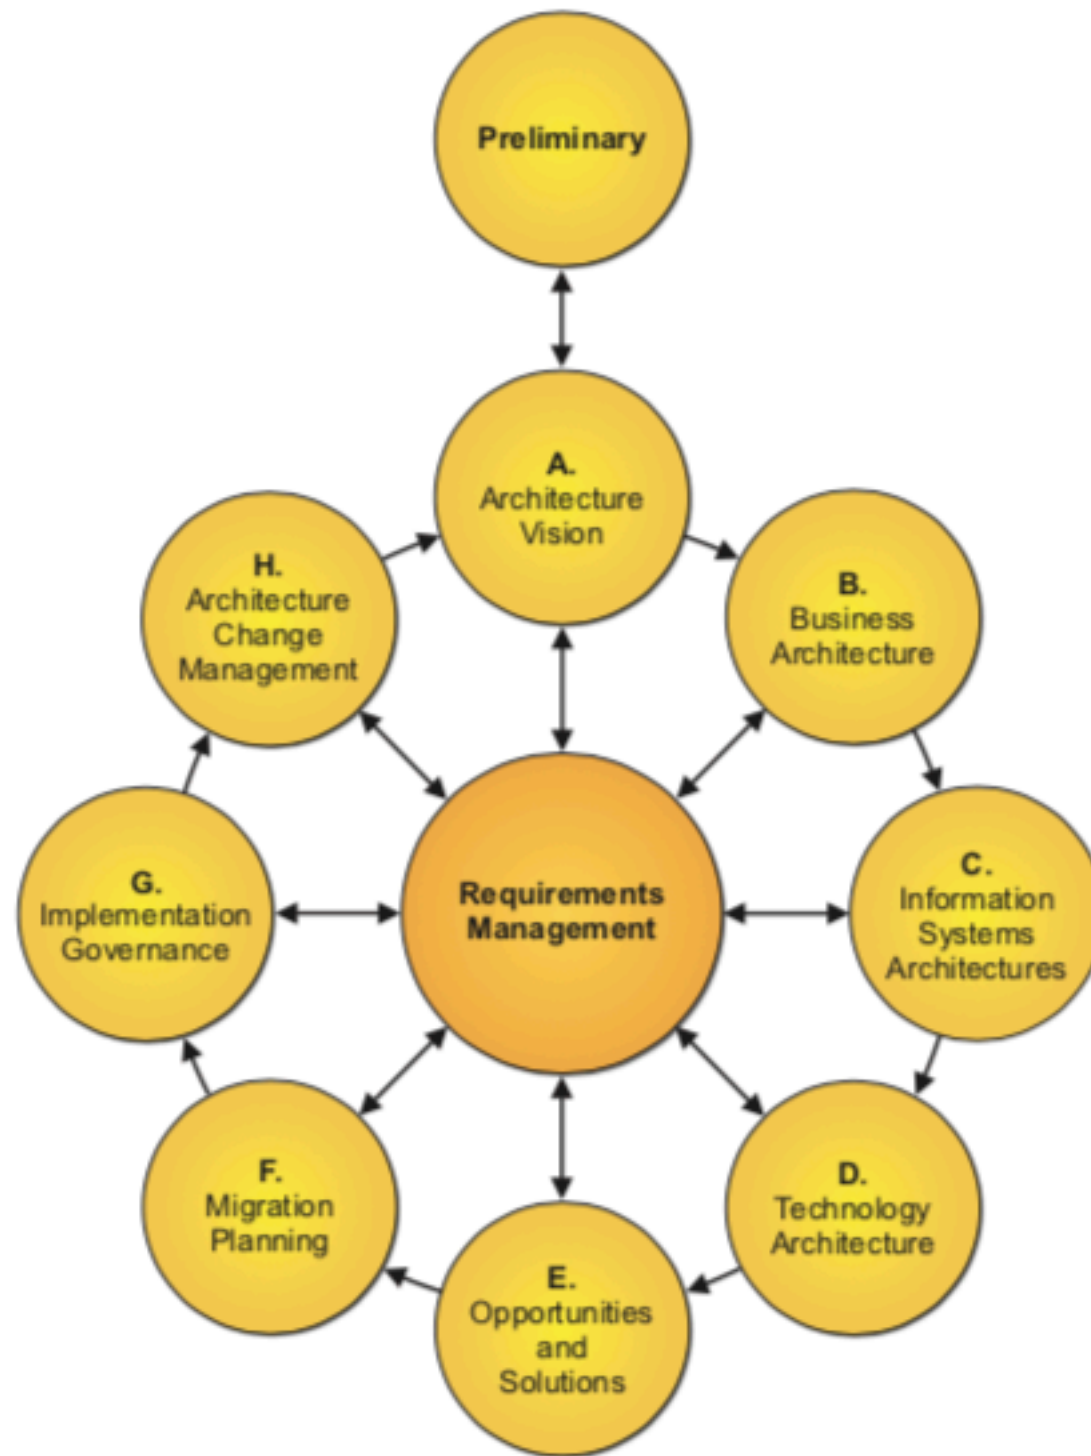 Preliminary
A.
Architecture
Vision
B.
Business
Architecture
C.
Information
Systems
Architectures
D.
Technology
Architecture
E.
Opportunities
and
Solutions
F.
Migration
Planning
G.
Implementation
Governance
H.
Architecture
Change
Management
Requirements
Management